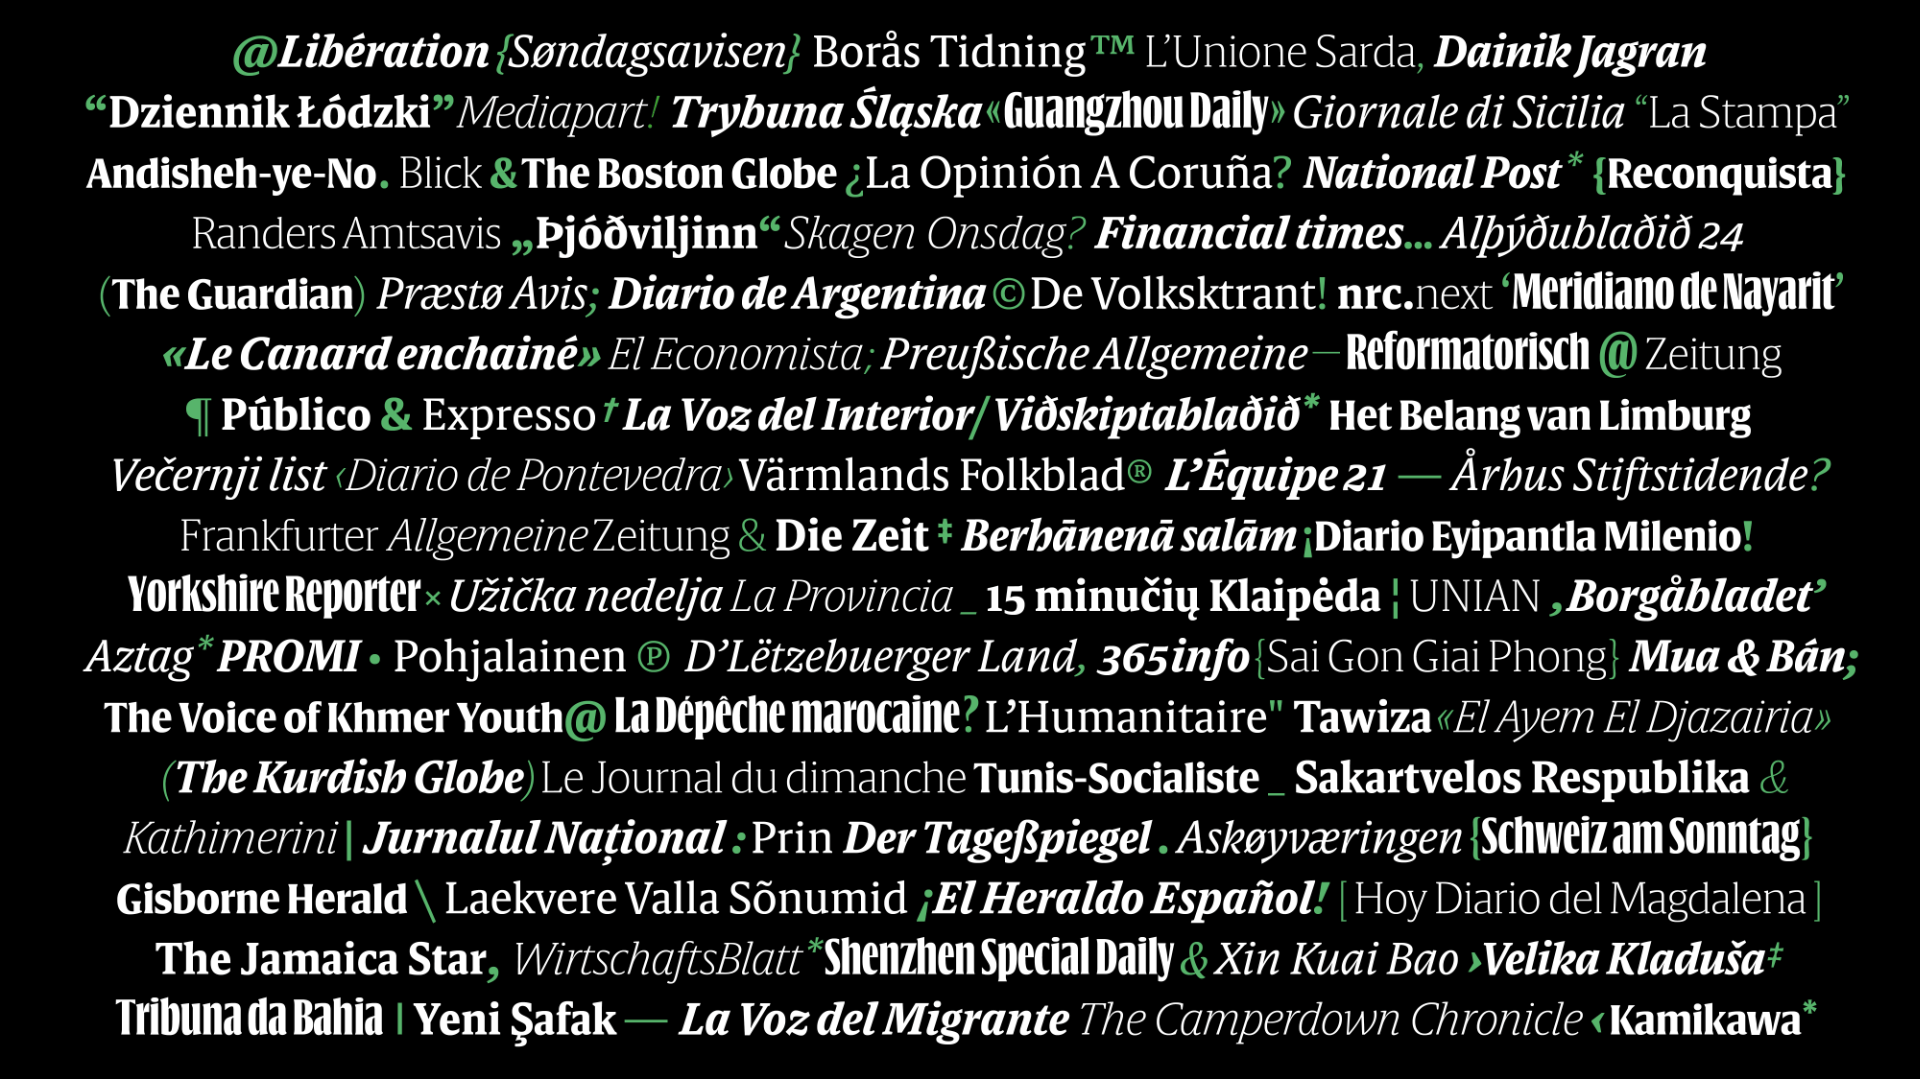 @Libération {Søndagsavisen} Borås Tidning™ L’Unione Sarda, Dainik Jagran
“Dziennik Łódzki” Mediapart! Trybuna Śląska «Guangzhou Daily» Giornale di Sicilia “La Stampa”
Andisheh-ye-No. Blick & The Boston Globe ¿La Opinión A Coruña? National Post* {Reconquista}
Randers Amtsavis „Þjóðviljinn“ Skagen Onsdag? Financial times... Alþýðublaðið 24
(The Guardian) Præstø Avis; Diario de Argentina © De Volksktrant! nrc.next ‘Meridiano de Nayarit’
«Le Canard enchainé» El Economista; Preußische Allgemeine — Reformatorisch @ Zeitung
¶ Público & Expresso † La Voz del Interior/ Viðskiptablaðið* Het Belang van Limburg
Večernji list ‹Diario de Pontevedra› Värmlands Folkblad® L’Équipe 21 — Århus Stiftstidende?
Frankfurter Allgemeine Zeitung & Die Zeit ‡ Berhānenā salām ¡Diario Eyipantla Milenio!
Yorkshire Reporter × Užička nedelja La Provincia _ 15 minučių Klaipėda ¦ UNIAN ‚Borgåbladet’
Aztag* PROMI • Pohjalainen ℗ D’Lëtzebuerger Land, 365info {Sai Gon Giai Phong} Mua & Bán;
The Voice of Khmer Youth@ La Dépêche marocaine? L’Humanitaire" Tawiza «El Ayem El Djazairia»
(The Kurdish Globe) Le Journal du dimanche Tunis-Socialiste _ Sakartvelos Respublika &
Kathimerini | Jurnalul Național : Prin Der Tageßpiegel . Askøyværingen {Schweiz am Sonntag}
Gisborne Herald \ Laekvere Valla Sõnumid ¡El Heraldo Español! [ Hoy Diario del Magdalena ]
The Jamaica Star, WirtschaftsBlatt* Shenzhen Special Daily & Xin Kuai Bao ›Velika Kladuša‡
Tribuna da Bahia | Yeni Şafak — La Voz del Migrante The Camperdown Chronicle ‹ Kamikawa*